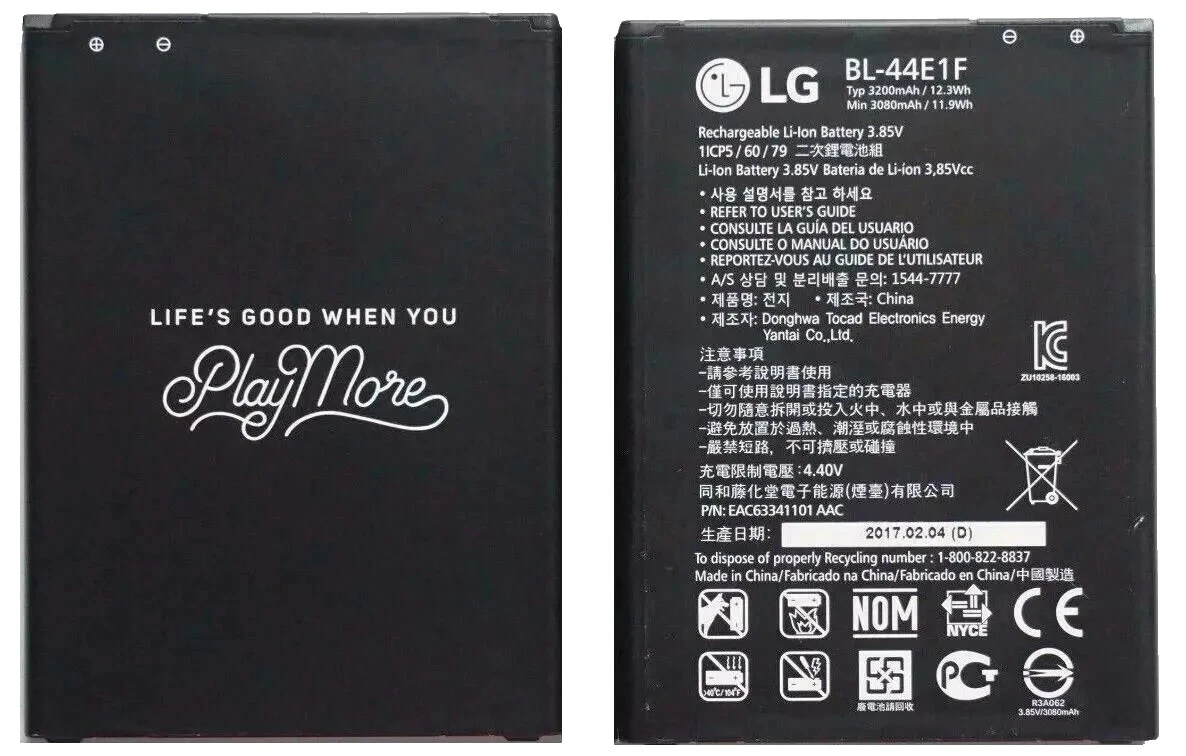 ⊕ ⊖
LIFE'S GOOD WHEN YOU
PlayMore
⊖ ⊕
LG
BL-44E1F
Typ 3200mAh / 12.3Wh
Min 3080mAh / 11.9Wh
Rechargeable Li-Ion Battery 3.85V
1ICP5 / 60 / 79 二次鋰電池組
Li-Ion Battery 3.85V Bateria de Li-íon 3,85Vcc
• 사용 설명서를 참고 하세요
• REFER TO USER'S GUIDE
• CONSULTE LA GUÍA DEL USUARIO
• CONSULTE O MANUAL DO USUÁRIO
• REPORTEZ-VOUS AU GUIDE DE L'UTILISATEUR
• A/S 상담 및 분리배출 문의: 1544-7777
• 제품명: 전지 • 제조국: China
• 제조자: Donghwa Tocad Electronics Energy
Yantai Co.,Ltd.
注意事項
-請參考說明書使用
-僅可使用說明書指定的充電器
-切勿隨意拆開或投入火中、水中或與金屬品接觸
-避免放置於過熱、潮溼或腐蝕性環境中
-嚴禁短路，不可擠壓或碰撞
ZU10258-16003
充電限制電壓：4.40V
同和藤化堂電子能源(煙臺)有限公司
P/N: EAC63341101 AAC
生產日期: 2017.02.04 (D)
To dispose of properly Recycling number : 1-800-822-8837
Made in China/Fabricado na China/Fabricado en China/中國製造
NOM
NYCE
CE
>40°C/104°F
廢電池請回收
R3A062
3.85V/3080mAh